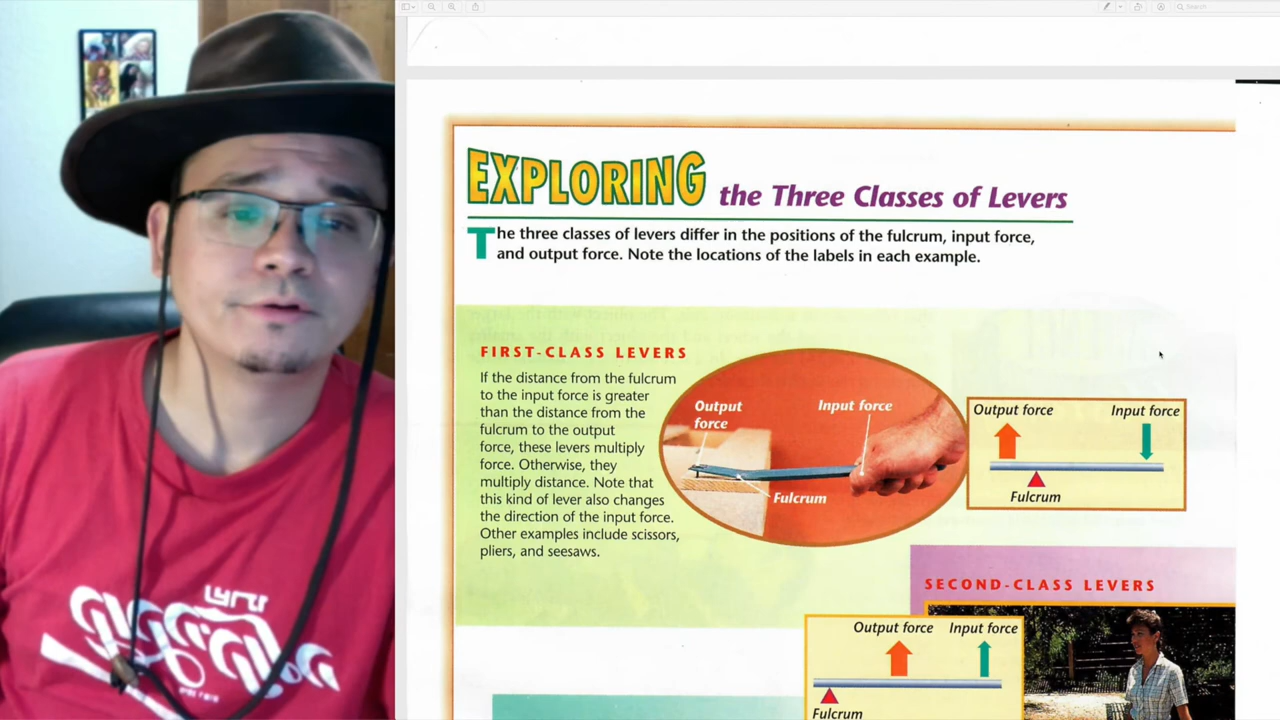 Search
EXPLORING the Three Classes of Levers
The three classes of levers differ in the positions of the fulcrum, input force,
and output force. Note the locations of the labels in each example.
FIRST-CLASS LEVERS
If the distance from the fulcrum
to the input force is greater
than the distance from the
fulcrum to the output
force, these levers multiply
force. Otherwise, they
multiply distance. Note that
this kind of lever also changes
the direction of the input force.
Other examples include scissors,
pliers, and seesaws.
Output
force
Input force
Fulcrum
Output force
Input force
Fulcrum
SECOND-CLASS LEVERS
Output force
Input force
Fulcrum